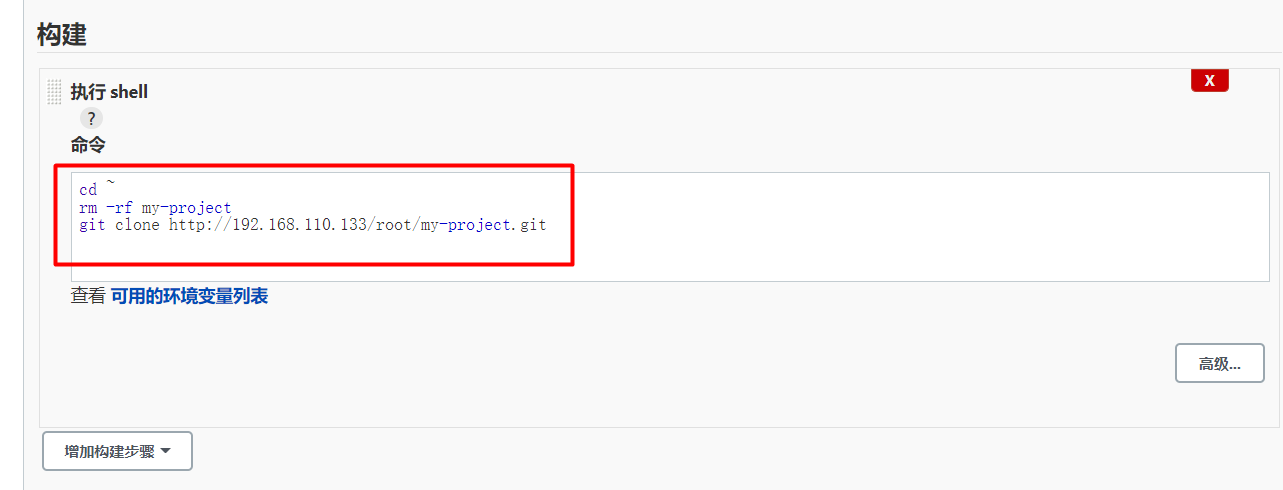 构建
执行 shell
X
?
命令
cd ~
rm -rf my-project
git clone http://192.168.110.133/root/my-project.git
查看 可用的环境变量列表
高级...
增加构建步骤